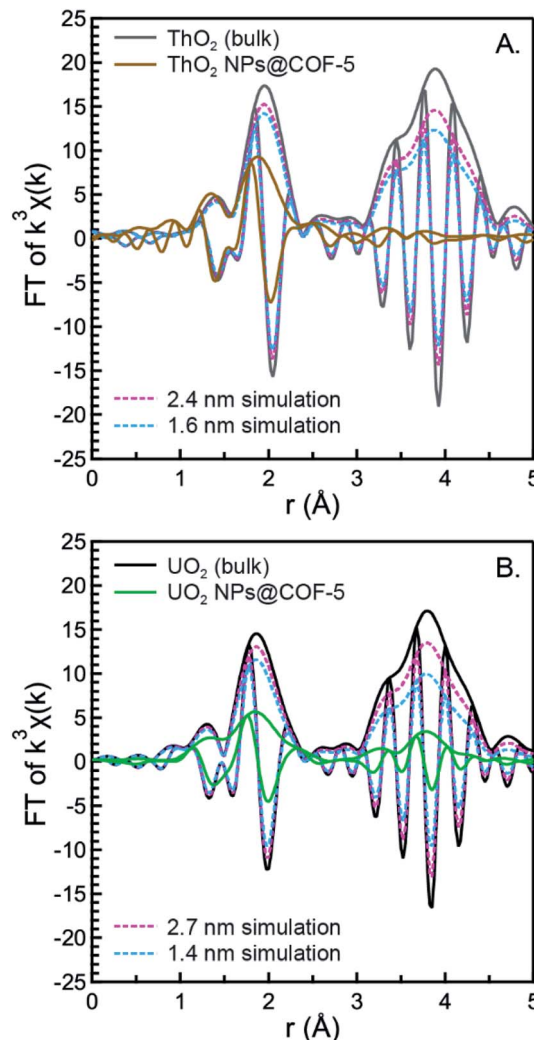 A.
ThO₂ (bulk)
ThO₂ NPs@COF-5
25
20
15
10
5
0
-5
-10
-15
-20
-25
FT of k³ χ(k)
2.4 nm simulation
1.6 nm simulation
0 1 2 3 4 5
r (Å)
B.
UO₂ (bulk)
UO₂ NPs@COF-5
25
20
15
10
5
0
-5
-10
-15
-20
-25
FT of k³ χ(k)
2.7 nm simulation
1.4 nm simulation
0 1 2 3 4 5
r (Å)